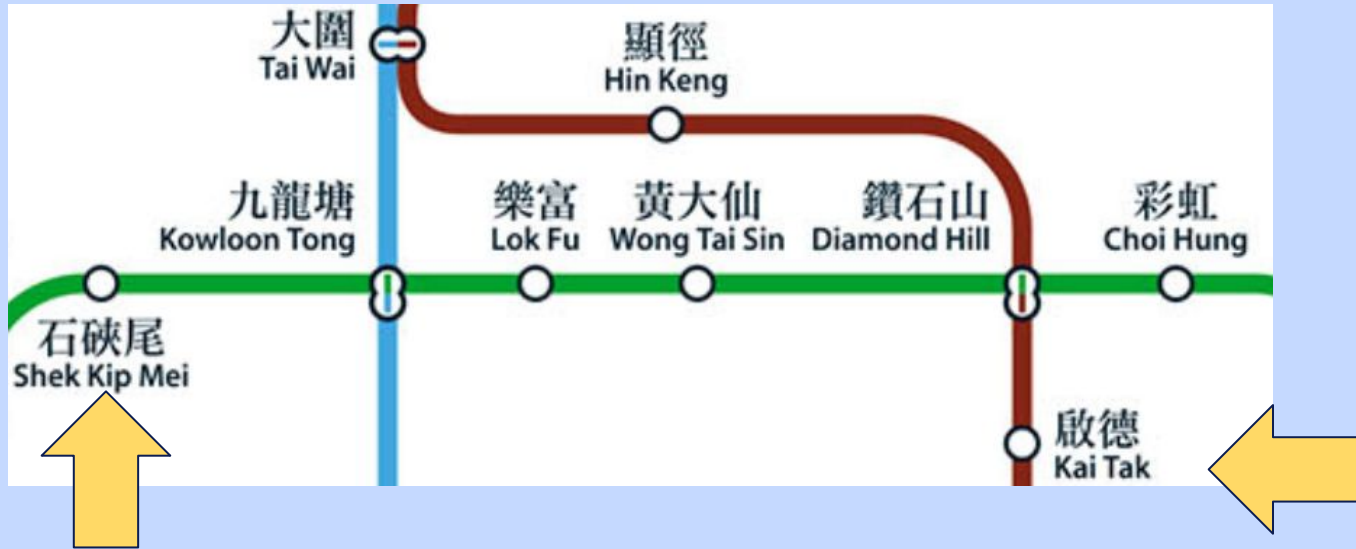 大圍
Tai Wai
顯徑
Hin Keng
九龍塘
Kowloon Tong
樂富
Lok Fu
黃大仙
Wong Tai Sin
鑽石山
Diamond Hill
彩虹
Choi Hung
石硤尾
Shek Kip Mei
啟德
Kai Tak